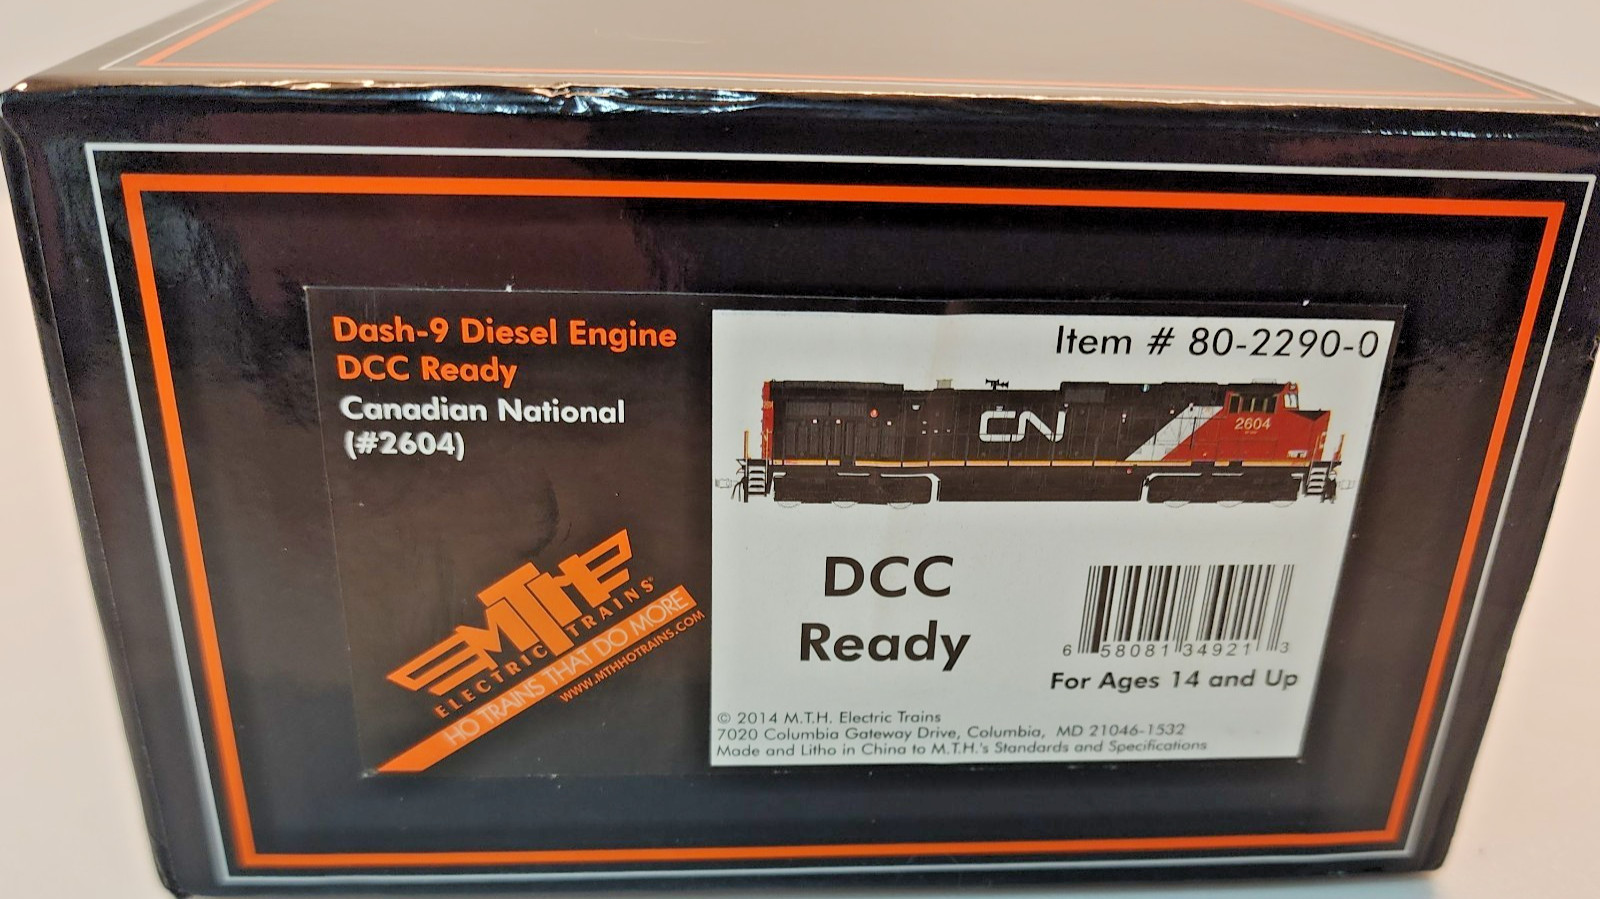 Dash-9 Diesel Engine
DCC Ready
Canadian National
(#2604)
MTH
ELECTRIC TRAINS
HO TRAINS THAT DO MORE
WWW.MTHHOTRAINS.COM
Item # 80-2290-0
CN
2604
DCC
Ready
6 58081 34921 3
For Ages 14 and Up
© 2014 M.T.H. Electric Trains
7020 Columbia Gateway Drive, Columbia, MD 21046-1532
Made and Litho in China to M.T.H.'s Standards and Specifications